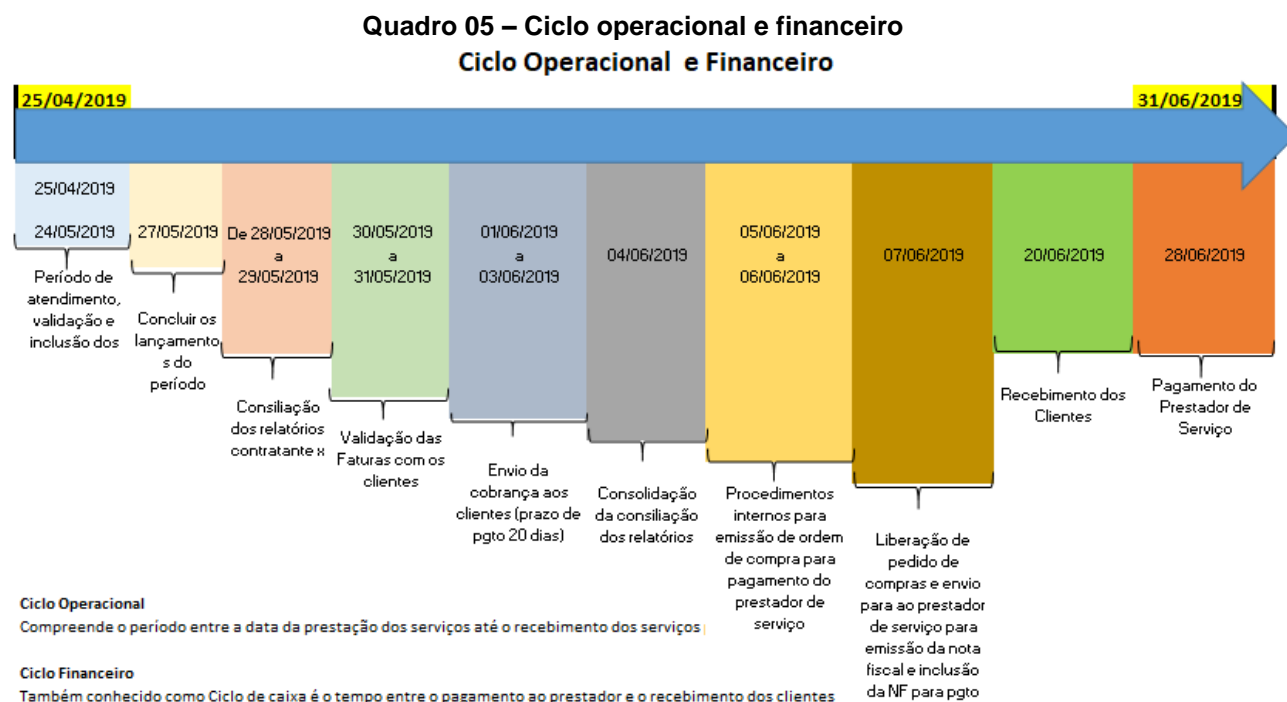 Quadro 05 – Ciclo operacional e financeiro
Ciclo Operacional e Financeiro
25/04/2019
31/06/2019
25/04/2019
24/05/2019
Período de
atendimento,
validação e
inclusão dos
27/05/2019
Concluir os
lançamento
s do
período
De 28/05/2019
a
29/05/2019
Consiliação
dos relatórios
contratante x
30/05/2019
a
31/05/2019
Validação das
Faturas com os
clientes
01/06/2019
a
03/06/2019
Envio da
cobrança aos
clientes (prazo de
pgto 20 dias)
04/06/2019
Consolidação
da consiliação
dos relatórios
05/06/2019
a
06/06/2019
Procedimentos
internos para
emissão de ordem
de compra para
pagamento do
prestador de
serviço
07/06/2019
Liberação de
pedido de
compras e envio
para ao prestador
de serviço para
emissão da nota
fiscal e inclusão
da NF para pgto
20/06/2019
Recebimento dos
Clientes
28/06/2019
Pagamento do
Prestador de
Serviço
Ciclo Operacional
Compreende o período entre a data da prestação dos serviços até o recebimento dos serviços
Ciclo Financeiro
Também conhecido como Ciclo de caixa é o tempo entre o pagamento ao prestador e o recebimento dos clientes